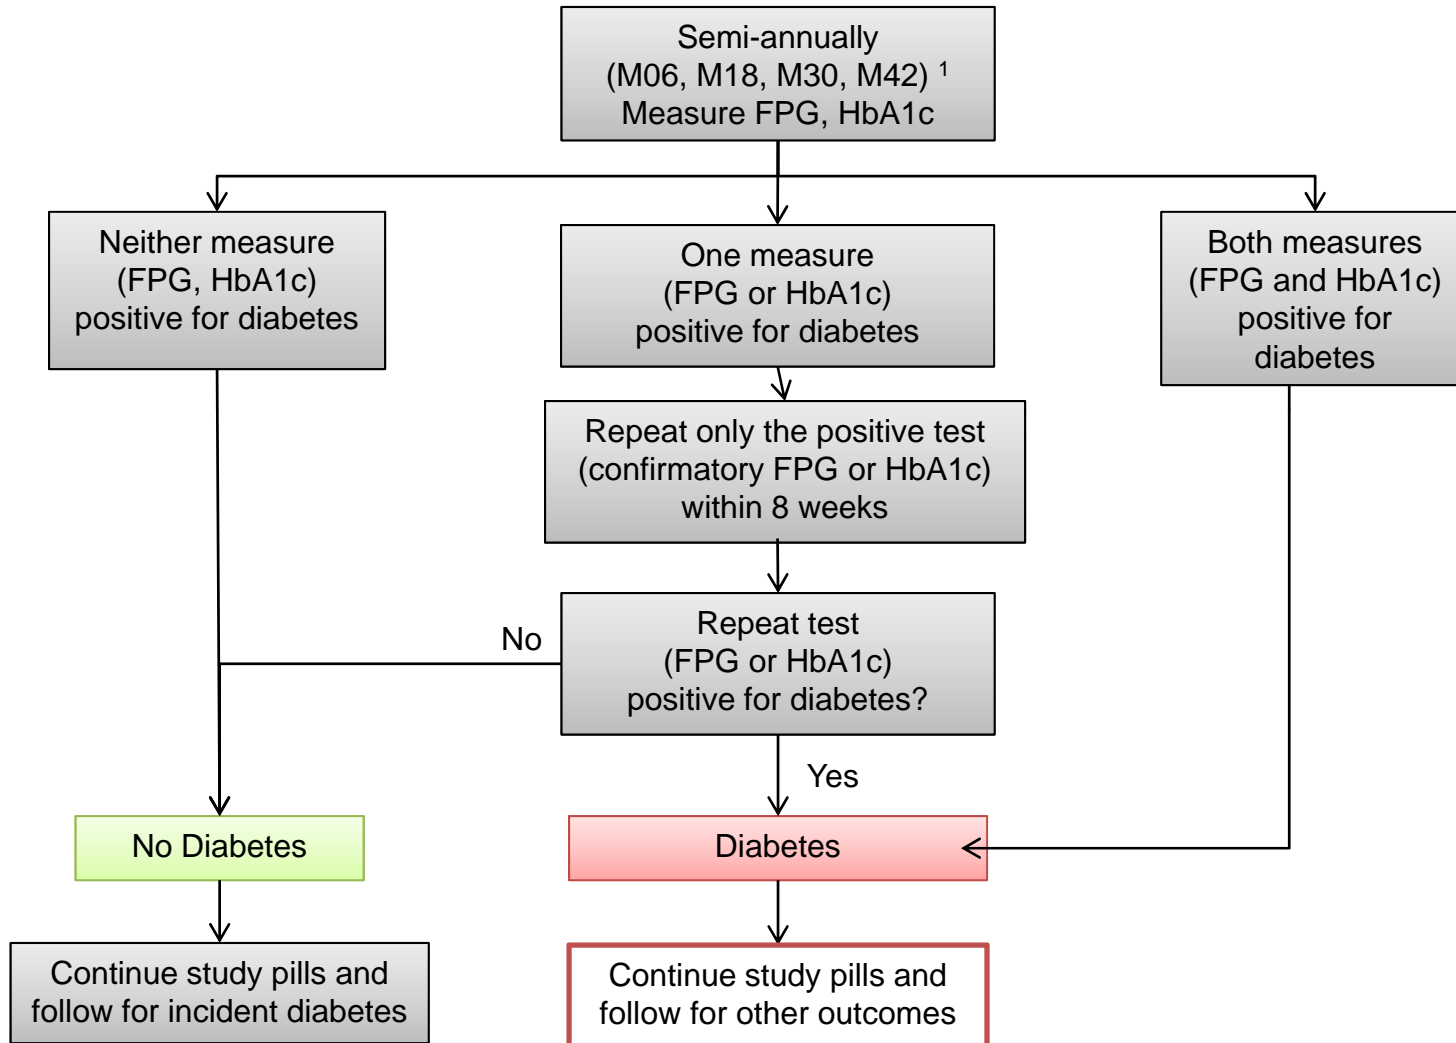 Semi-annually
(M06, M18, M30, M42) 1
Measure FPG, HbA1c
Neither measure
(FPG, HbA1c)
positive for diabetes
One measure
(FPG or HbA1c)
positive for diabetes
Both measures
(FPG and HbA1c)
positive for
diabetes
Repeat only the positive test
(confirmatory FPG or HbA1c)
within 8 weeks
Repeat test
(FPG or HbA1c)
positive for diabetes?
No
Yes
No Diabetes
Diabetes
Continue study pills and
follow for incident diabetes
Continue study pills and
follow for other outcomes